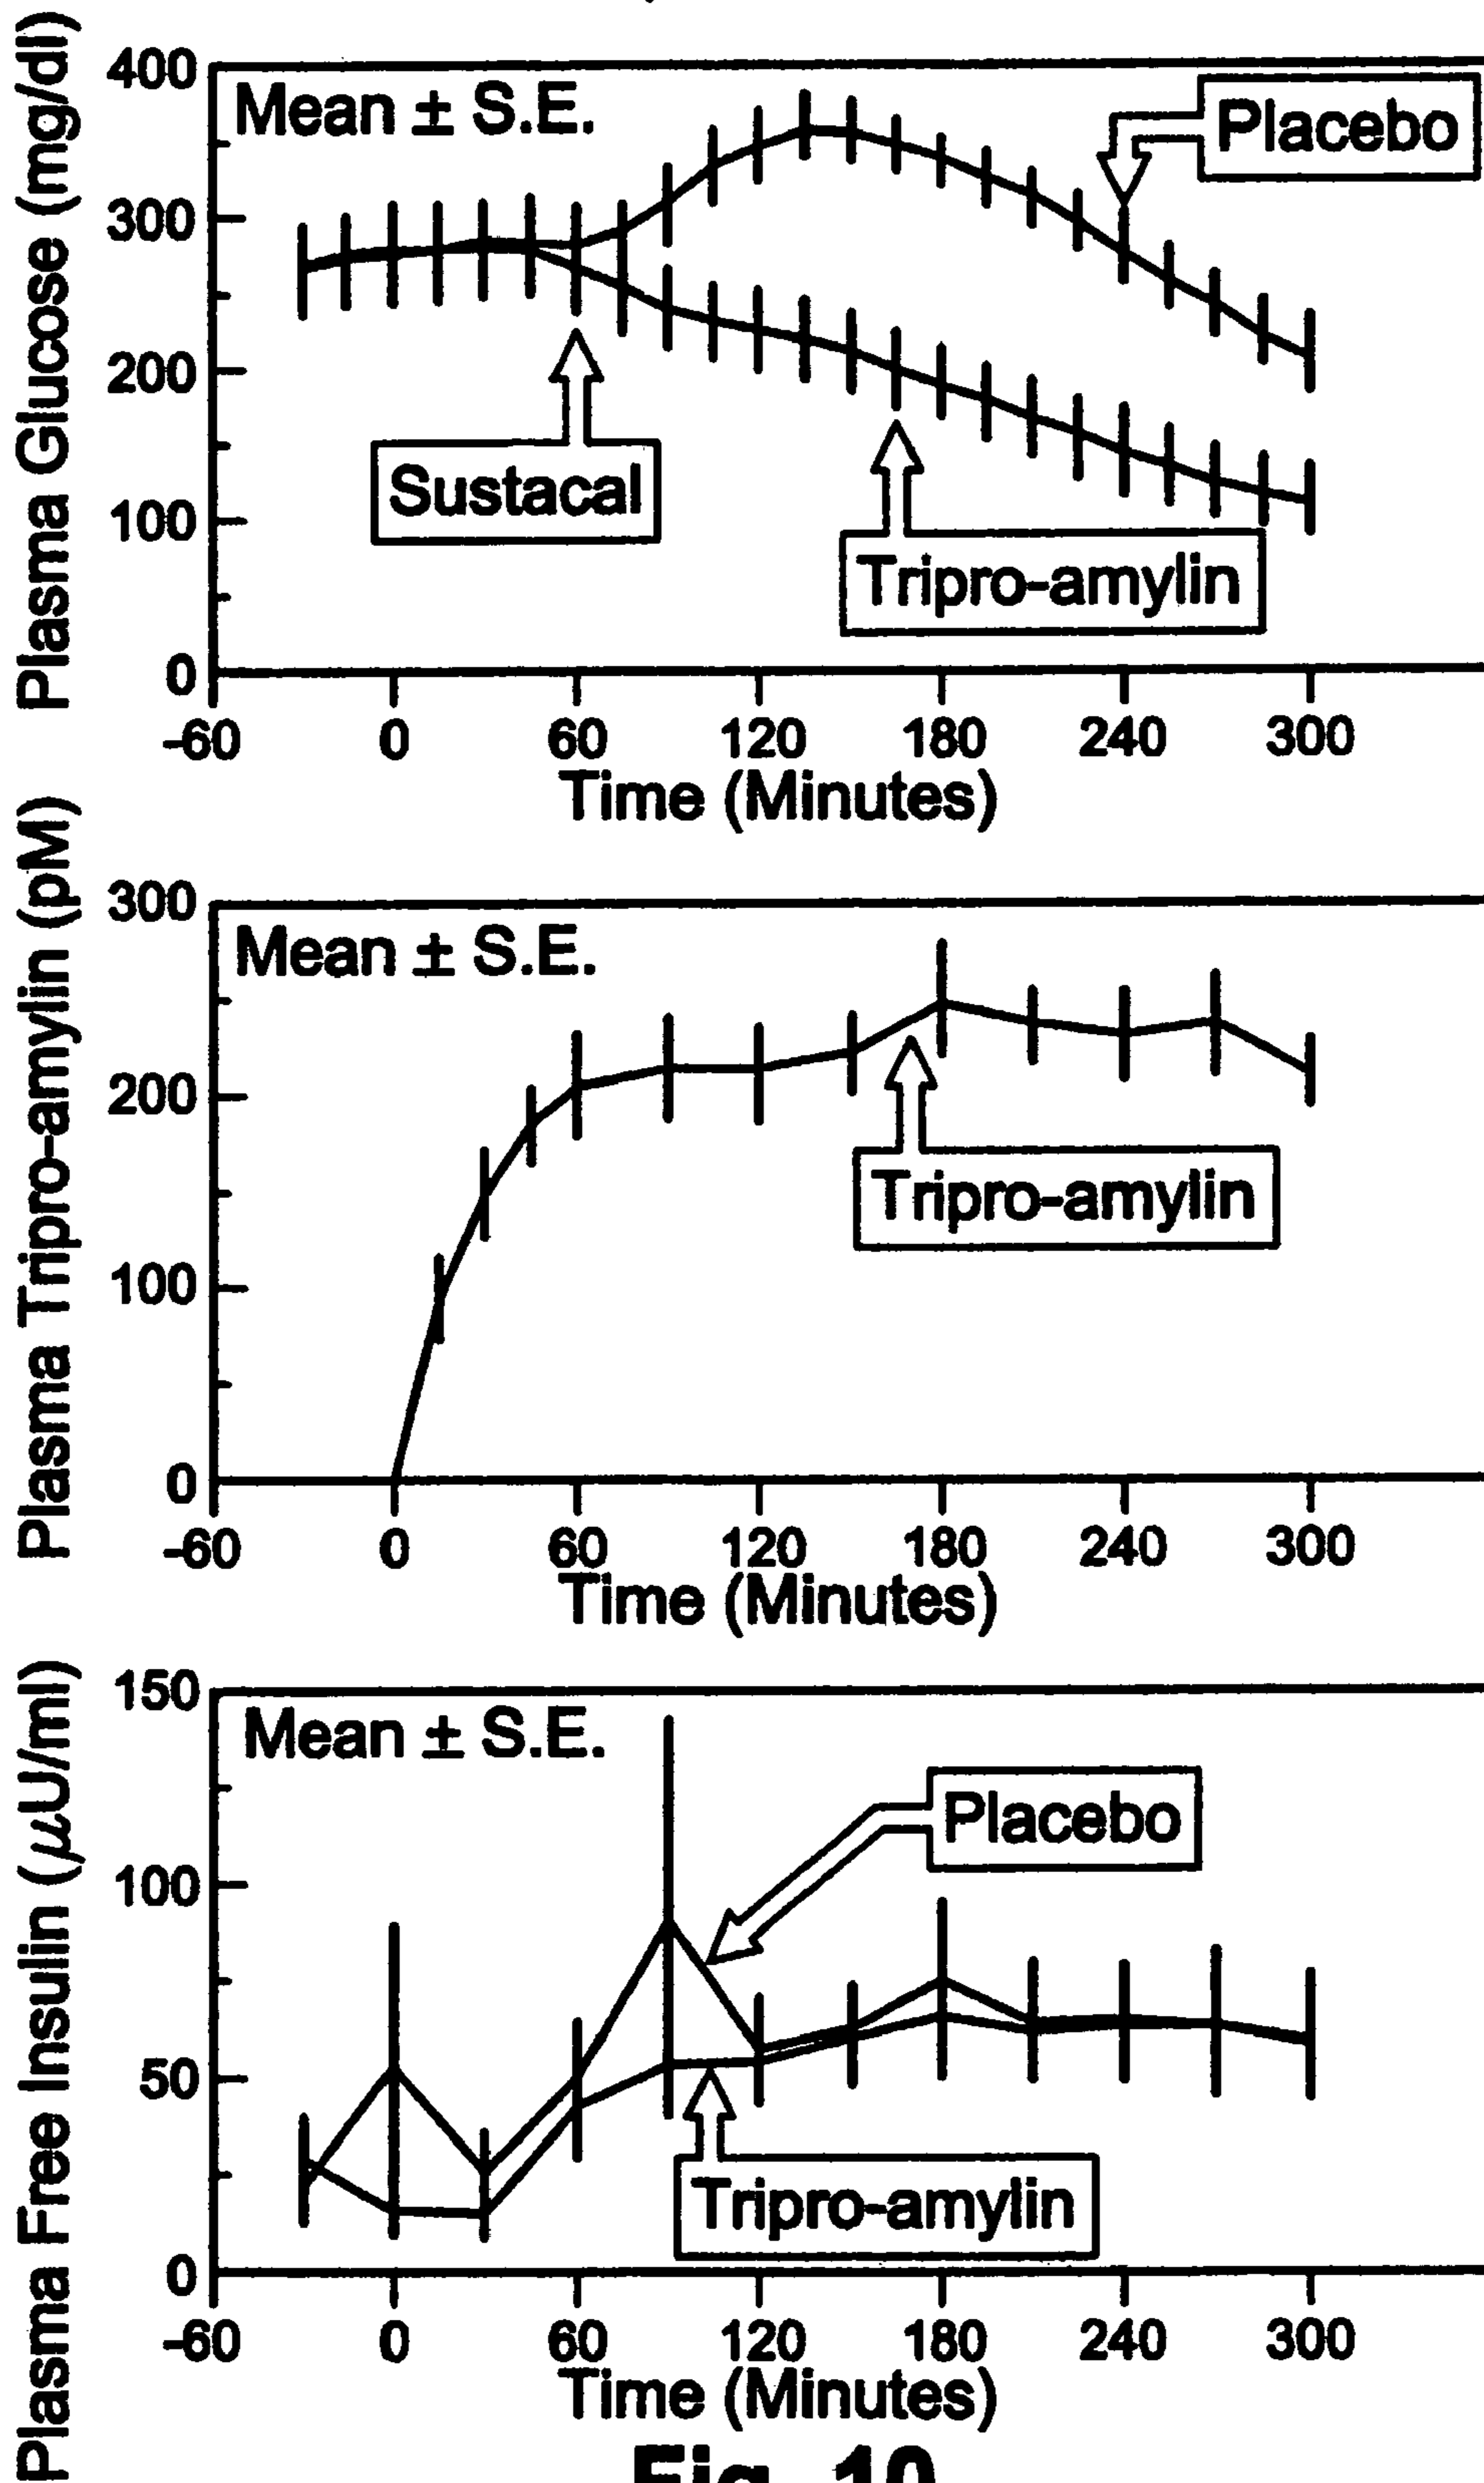 Plasma Glucose (mg/dl)
400
300
200
100
0
Mean ± S.E.
Placebo
Sustacal
Tripro-amylin
-60 0 60 120 180 240 300
Time (Minutes)
Plasma Tripro-amylin (pM)
300
200
100
0
Mean ± S.E.
Tripro-amylin
-60 0 60 120 180 240 300
Time (Minutes)
Plasma Free Insulin (μU/ml)
150
100
50
0
Mean ± S.E.
Placebo
Tripro-amylin
-60 0 60 120 180 240 300
Time (Minutes)
Fig. 10